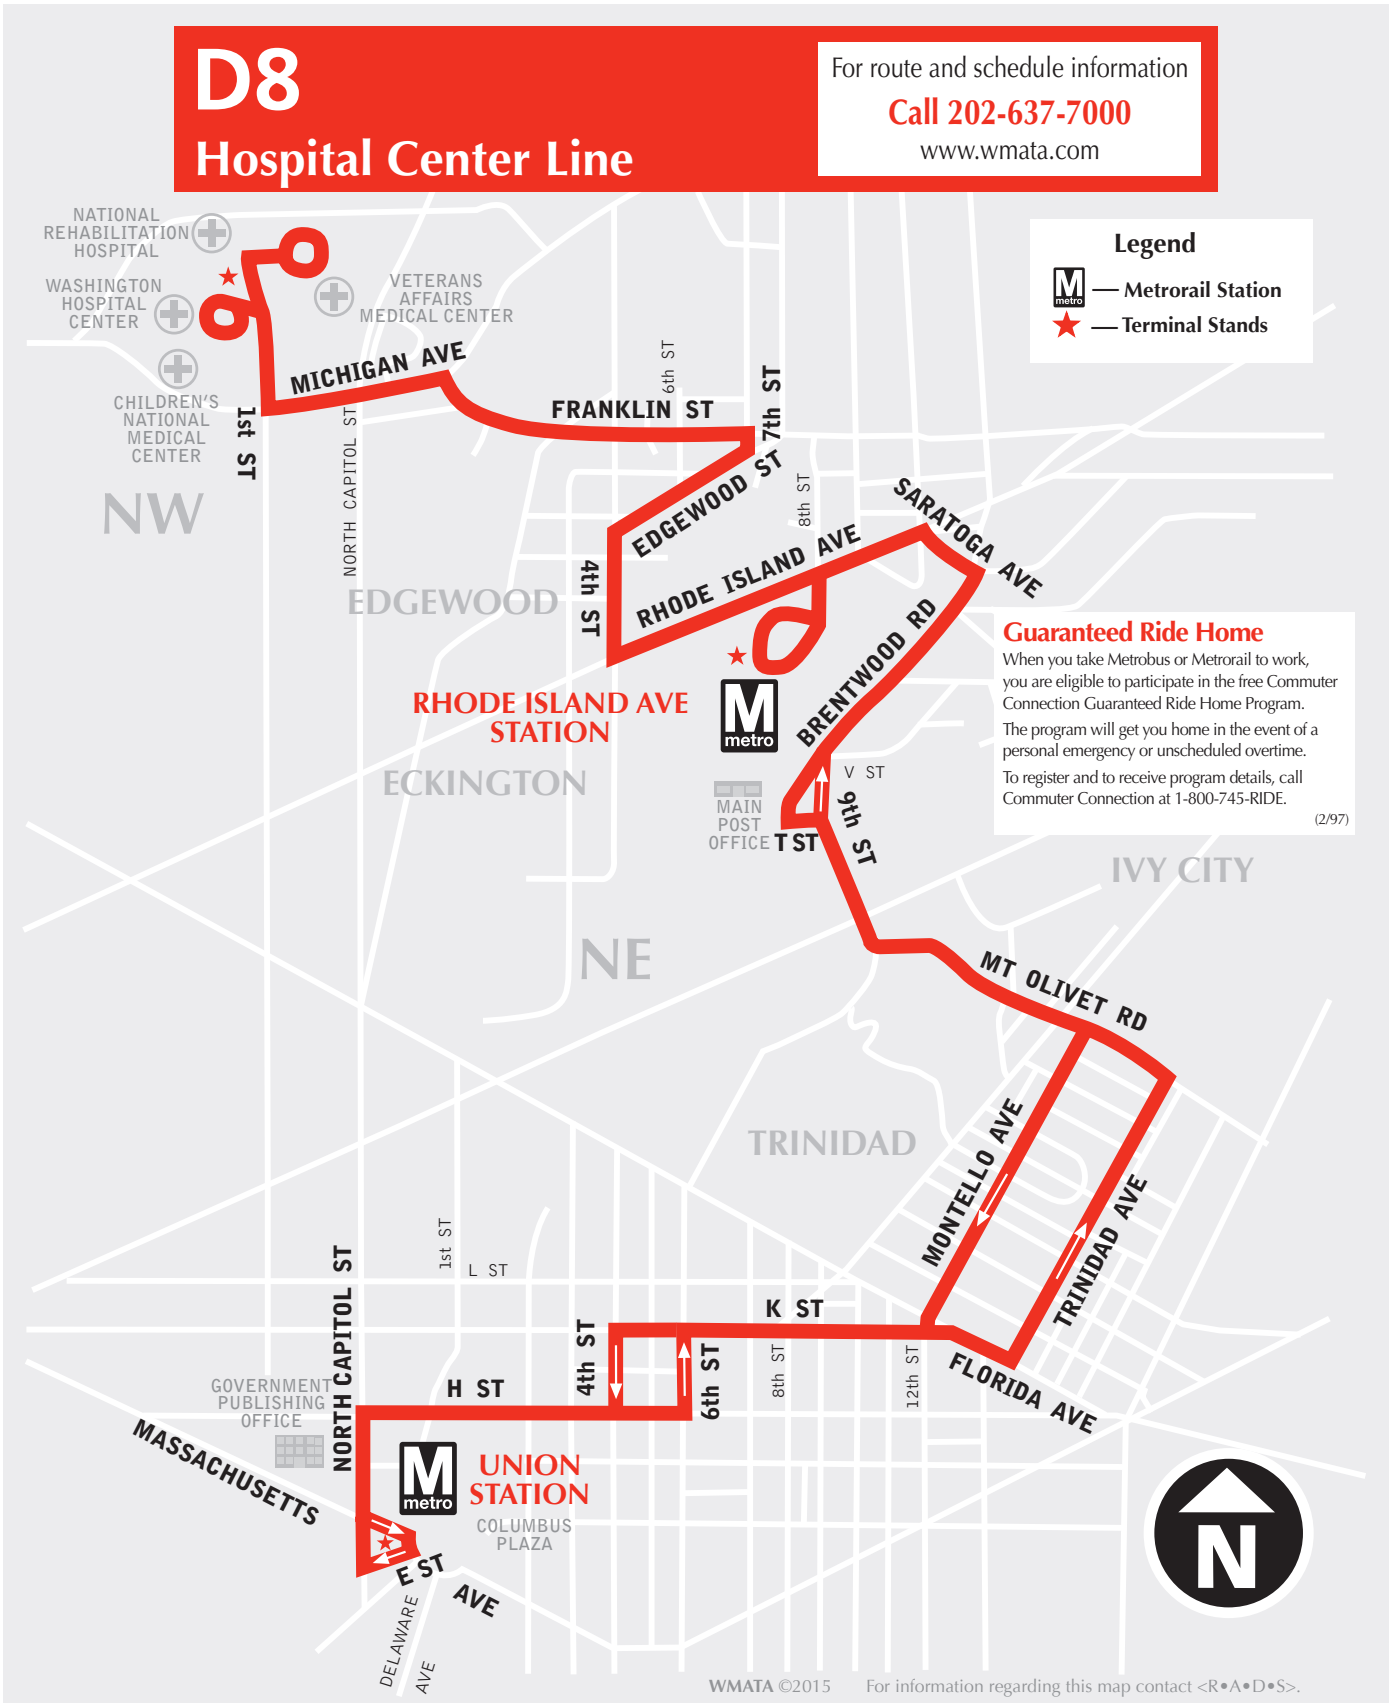 D8
Hospital Center Line
For route and schedule information
Call 202-637-7000
www.wmata.com
Legend
M
metro
— Metrorail Station
— Terminal Stands
NATIONAL
REHABILITATION
HOSPITAL
WASHINGTON
HOSPITAL
CENTER
VETERANS
AFFAIRS
MEDICAL CENTER
CHILDREN'S
NATIONAL
MEDICAL
CENTER
MICHIGAN AVE
1st ST
NORTH CAPITOL ST
FRANKLIN ST
6th ST
7th ST
EDGEWOOD ST
8th ST
SARATOGA AVE
NW
EDGEWOOD
4th ST
RHODE ISLAND AVE
BRENTWOOD RD
RHODE ISLAND AVE
STATION
M
metro
ECKINGTON
MAIN
POST
OFFICE
T ST
V ST
9th ST
Guaranteed Ride Home
When you take Metrobus or Metrorail to work,
you are eligible to participate in the free Commuter
Connection Guaranteed Ride Home Program.
The program will get you home in the event of a
personal emergency or unscheduled overtime.
To register and to receive program details, call
Commuter Connection at 1-800-745-RIDE.
(2/97)
IVY CITY
NE
MT OLIVET RD
TRINIDAD
MONTELLO AVE
TRINIDAD AVE
1st ST
L ST
NORTH CAPITOL ST
K ST
4th ST
6th ST
8th ST
12th ST
FLORIDA AVE
H ST
GOVERNMENT
PUBLISHING
OFFICE
MASSACHUSETTS
AVE
M
metro
UNION
STATION
COLUMBUS
PLAZA
E ST
DELAWARE
AVE
N
WMATA ©2015
For information regarding this map contact <R•A•D•S>.